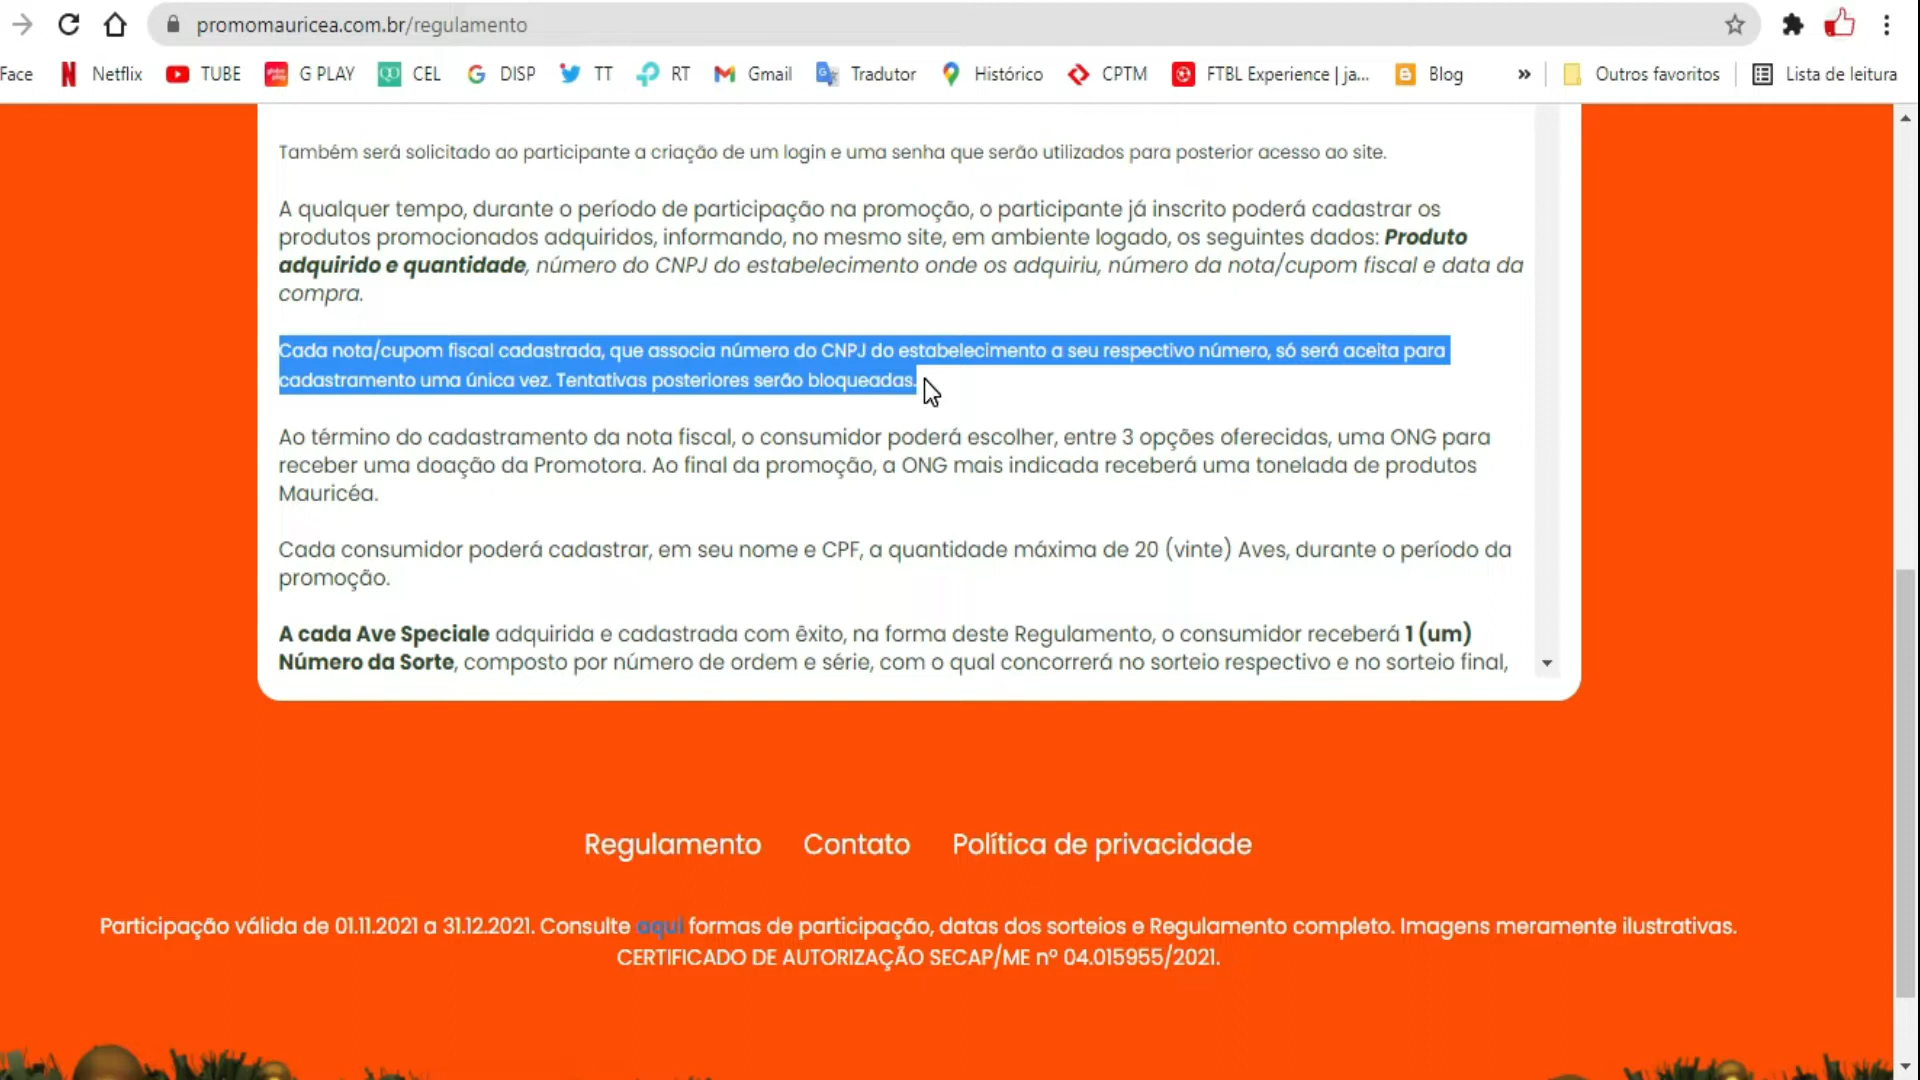 promomauricea.com.br/regulamento
Face Netflix TUBE G PLAY CEL DISP TT RT Gmail Tradutor Histórico CPTM FTBL Experience | ja... Blog » Outros favoritos Lista de leitura
Também será solicitado ao participante a criação de um login e uma senha que serão utilizados para posterior acesso ao site.
A qualquer tempo, durante o período de participação na promoção, o participante já inscrito poderá cadastrar os
produtos promocionados adquiridos, informando, no mesmo site, em ambiente logado, os seguintes dados: Produto
adquirido e quantidade, número do CNPJ do estabelecimento onde os adquiriu, número da nota/cupom fiscal e data da
compra.
Cada nota/cupom fiscal cadastrada, que associa número do CNPJ do estabelecimento a seu respectivo número, só será aceita para
cadastramento uma única vez. Tentativas posteriores serão bloqueadas.
Ao término do cadastramento da nota fiscal, o consumidor poderá escolher, entre 3 opções oferecidas, uma ONG para
receber uma doação da Promotora. Ao final da promoção, a ONG mais indicada receberá uma tonelada de produtos
Mauricéa.
Cada consumidor poderá cadastrar, em seu nome e CPF, a quantidade máxima de 20 (vinte) Aves, durante o período da
promoção.
A cada Ave Speciale adquirida e cadastrada com êxito, na forma deste Regulamento, o consumidor receberá 1 (um)
Número da Sorte, composto por número de ordem e série, com o qual concorrerá no sorteio respectivo e no sorteio final,
Regulamento Contato Política de privacidade
Participação válida de 01.11.2021 a 31.12.2021. Consulte aqui formas de participação, datas dos sorteios e Regulamento completo. Imagens meramente ilustrativas.
CERTIFICADO DE AUTORIZAÇÃO SECAP/ME nº 04.015955/2021.